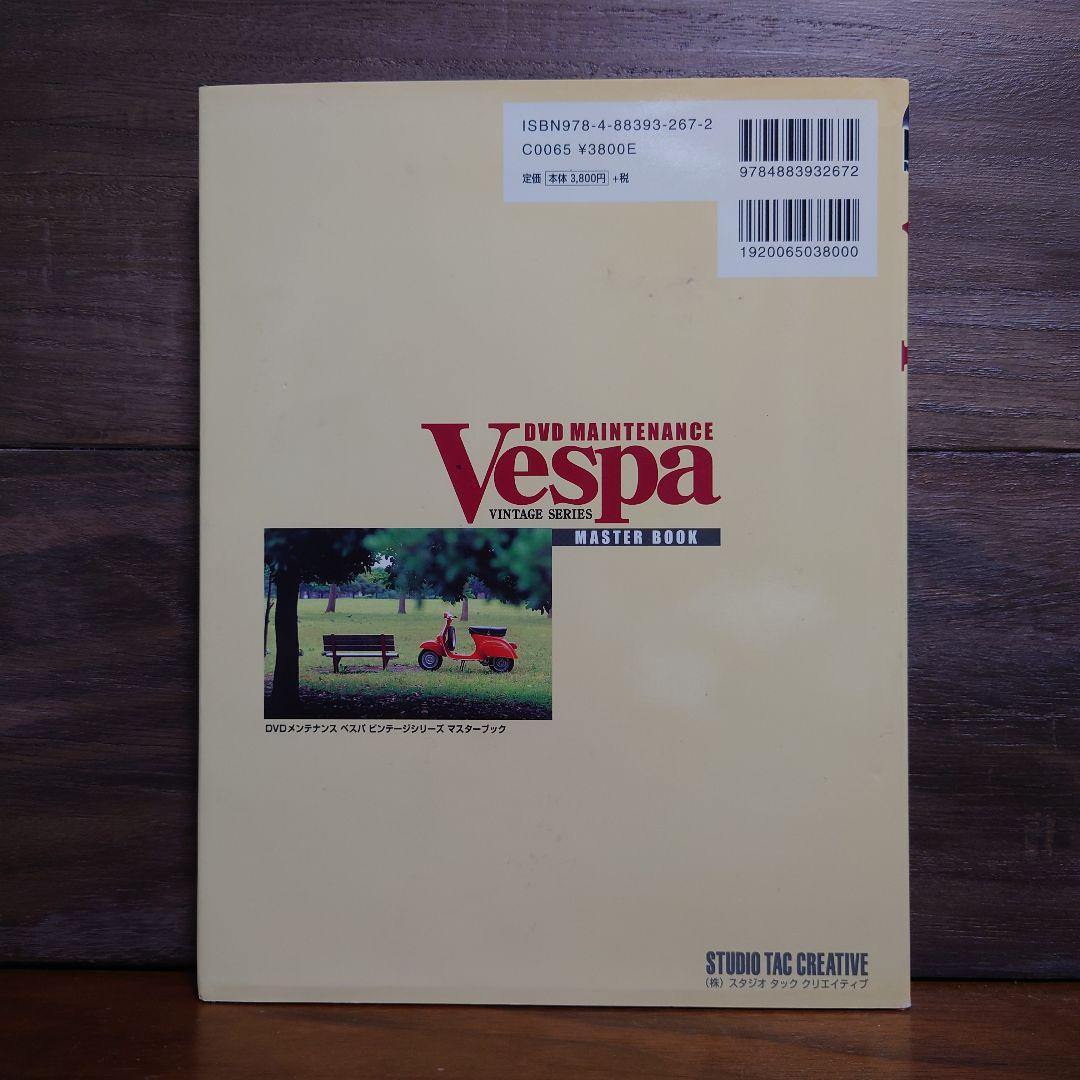 ISBN978-4-88393-267-2
C0065 ¥3800E
定価 本体 3,800円 +税
9784883932672
1920065038000
DVD MAINTENANCE
Vespa
VINTAGE SERIES
MASTER BOOK
DVDメンテナンス ベスパ ビンテージシリーズ マスターブック
STUDIO TAC CREATIVE
(株) スタジオ タック クリエイティブ